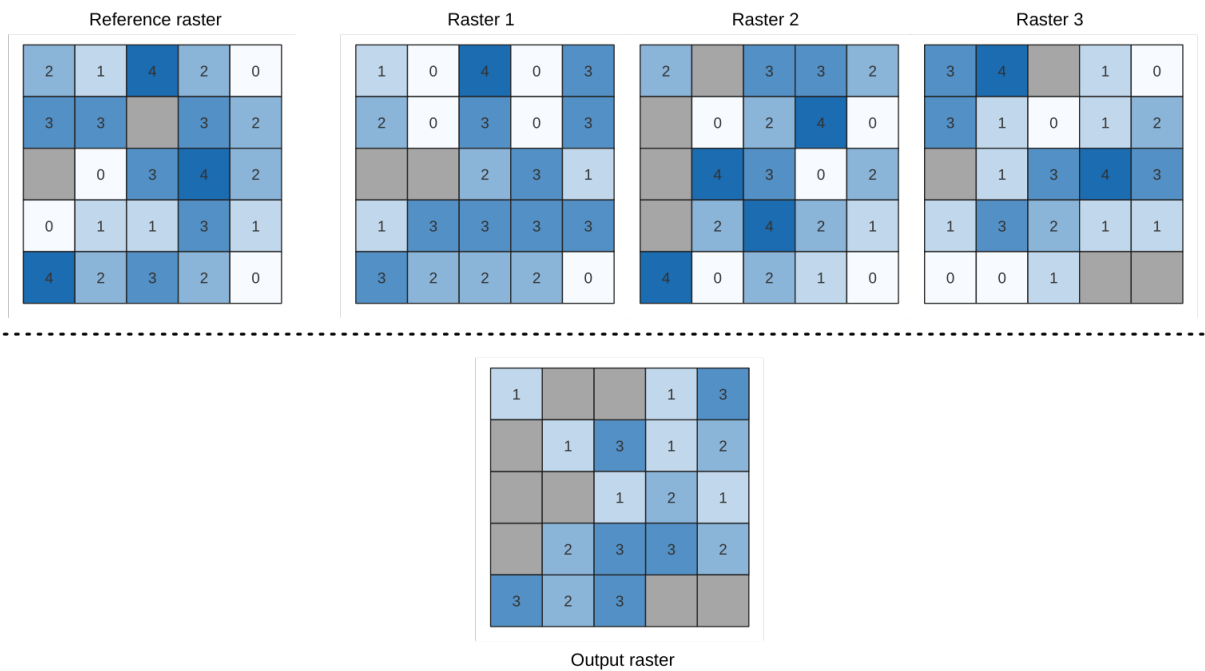 Reference raster Raster 1 Raster 2 Raster 3
2 1 4 2 0 1 0 4 0 3 2 3 3 2 3 4 1 0
3 3 3 2 2 0 3 0 3 0 2 4 0 3 1 0 1 2
0 3 4 2 2 3 1 4 3 0 2 1 3 4 3
0 1 1 3 1 1 3 3 3 3 2 4 2 1 1 3 2 1 1
4 2 3 2 0 3 2 2 2 0 4 0 2 1 0 0 0 1
1 1 3
1 3 1 2
1 2 1
2 3 3 2
3 2 3
Output raster